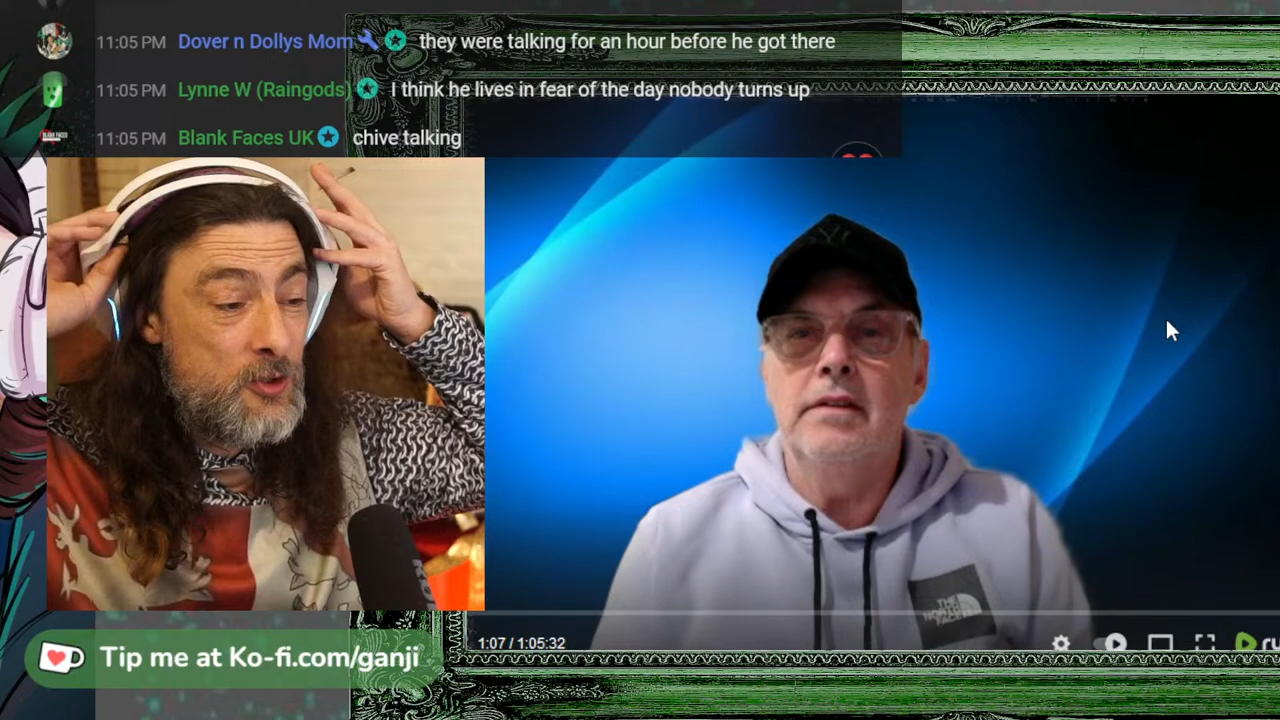 11:05 PM Dover n Dollys Mom they were talking for an hour before he got there
11:05 PM Lynne W (Raingods) I think he lives in fear of the day nobody turns up
11:05 PM Blank Faces UK chive talking
NY
THE
NORTH
FACE
1:07 / 1:05:32
Tip me at Ko-fi.com/ganji